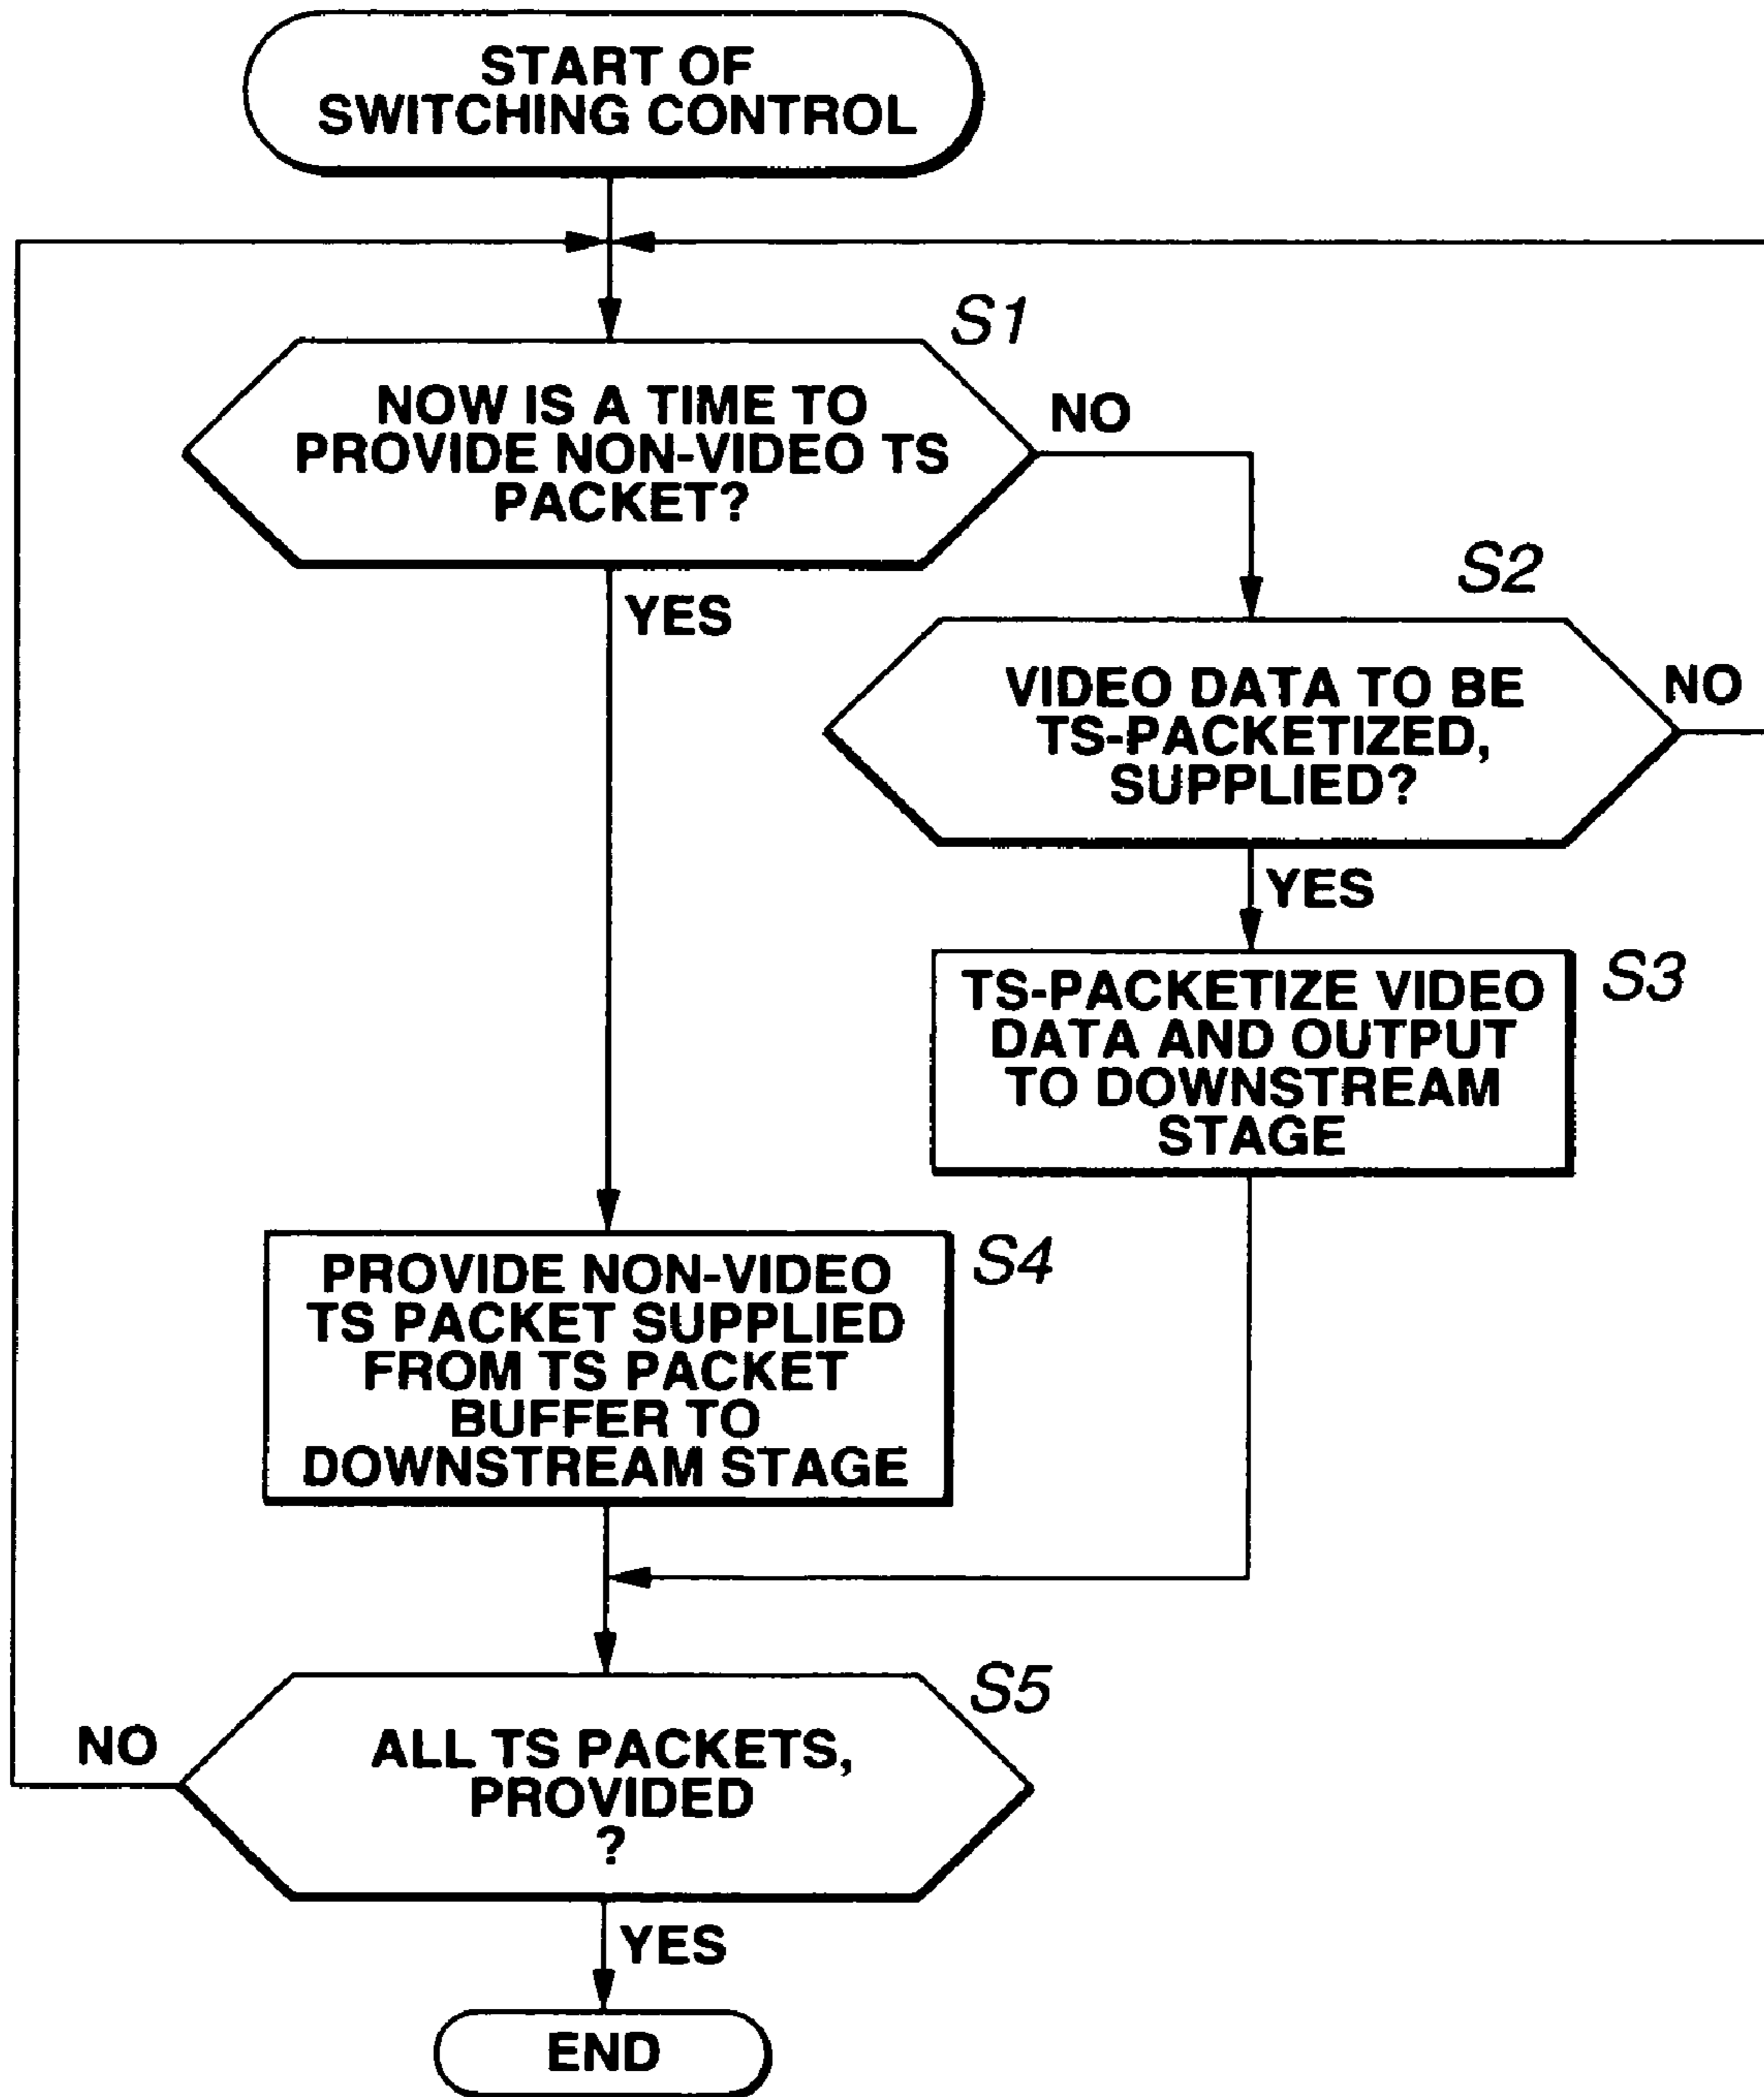 START OF
SWITCHING CONTROL
S1
NOW IS A TIME TO
PROVIDE NON-VIDEO TS
PACKET?
NO
YES
S2
VIDEO DATA TO BE
TS-PACKETIZED,
SUPPLIED?
NO
YES
S3
TS-PACKETIZE VIDEO
DATA AND OUTPUT
TO DOWNSTREAM
STAGE
S4
PROVIDE NON-VIDEO
TS PACKET SUPPLIED
FROM TS PACKET
BUFFER TO
DOWNSTREAM STAGE
S5
NO
ALL TS PACKETS,
PROVIDED
?
YES
END